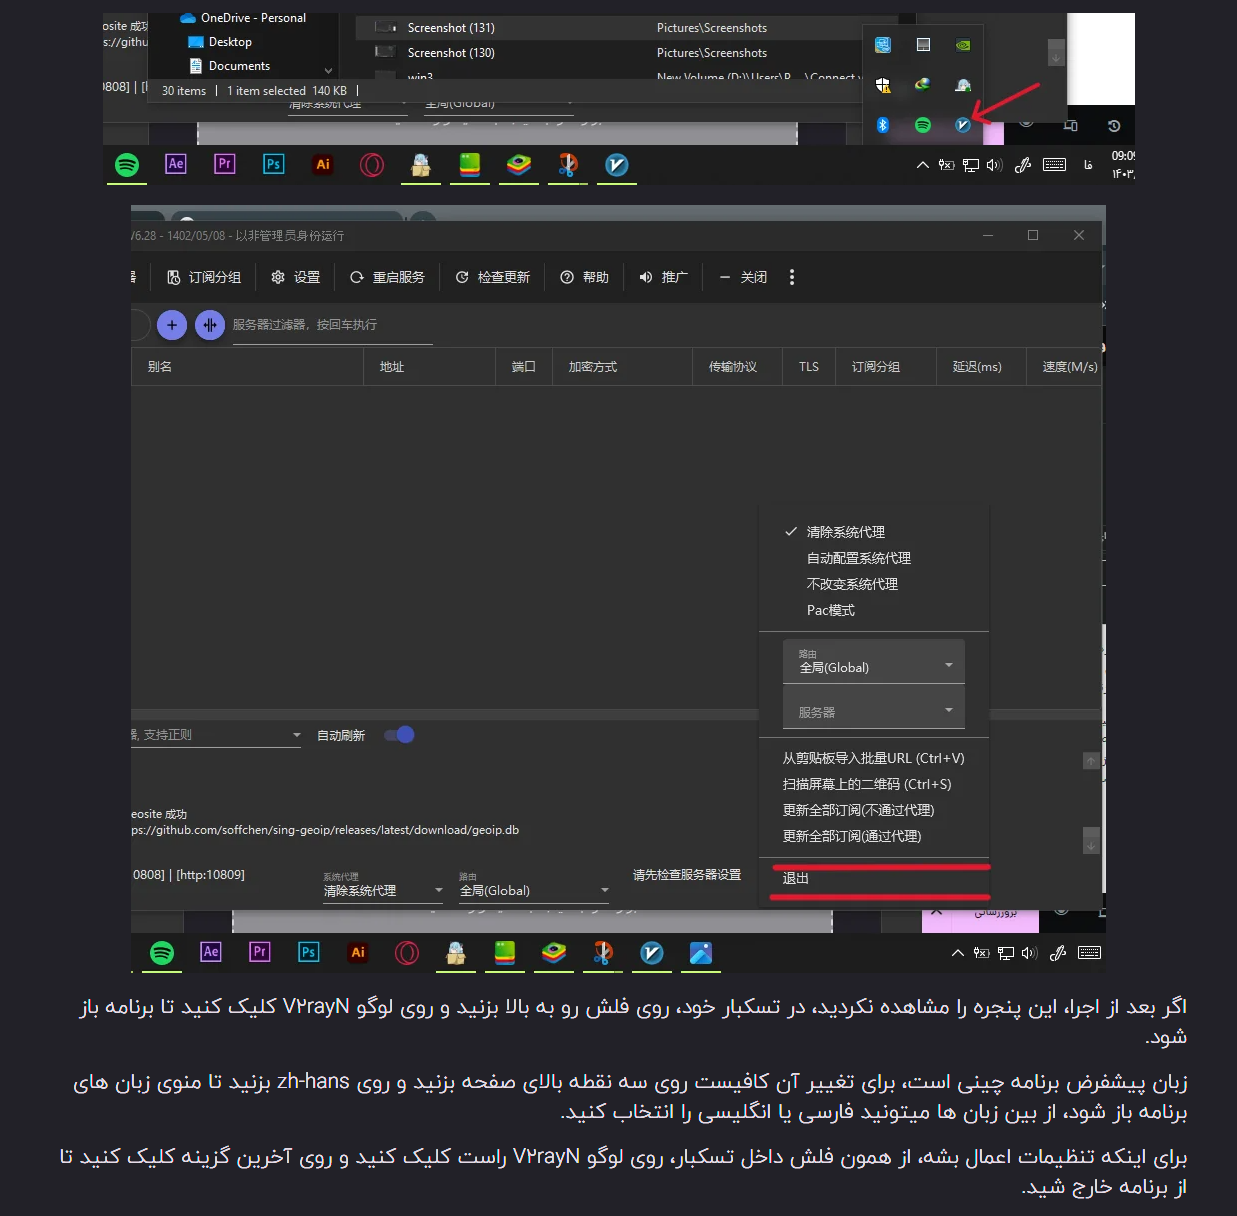 osite 成功
s://githu
OneDrive - Personal
Desktop
Documents
Screenshot (131)
Pictures\Screenshots
Screenshot (130)
Pictures\Screenshots
win3
0808] | [h
30 items | 1 item selected 140 KB |
清除系统代理
全局(Global)
Ae
Pr
Ps
Ai
فا
V6.28 - 1402/05/08 - 以非管理员身份运行
订阅分组
设置
重启服务
检查更新
帮助
推广
关闭
服务器过滤器，按回车执行
别名
地址
端口
加密方式
传输协议
TLS
订阅分组
延迟(ms)
速度(M/s)
清除系统代理
自动配置系统代理
不改变系统代理
Pac模式
路由
全局(Global)
服务器
器, 支持正则
自动刷新
从剪贴板导入批量URL (Ctrl+V)
扫描屏幕上的二维码 (Ctrl+S)
更新全部订阅(不通过代理)
更新全部订阅(通过代理)
退出
eosite 成功
ps://github.com/soffchen/sing-geoip/releases/latest/download/geoip.db
0808] | [http:10809]
系统代理
清除系统代理
路由
全局(Global)
请先检查服务器设置
بروزرسانی
Ae
Pr
Ps
Ai
اگر بعد از اجرا، این پنجره را مشاهده نکردید، در تسکبار خود، روی فلش رو به بالا بزنید و روی لوگو V۲rayN کلیک کنید تا برنامه باز
شود.
زبان پیشفرض برنامه چینی است، برای تغییر آن کافیست روی سه نقطه بالای صفحه بزنید و روی zh-hans بزنید تا منوی زبان های
برنامه باز شود، از بین زبان ها میتونید فارسی یا انگلیسی را انتخاب کنید.
برای اینکه تنظیمات اعمال بشه، از همون فلش داخل تسکبار، روی لوگو V۲rayN راست کلیک کنید و روی آخرین گزینه کلیک کنید تا
از برنامه خارج شید.